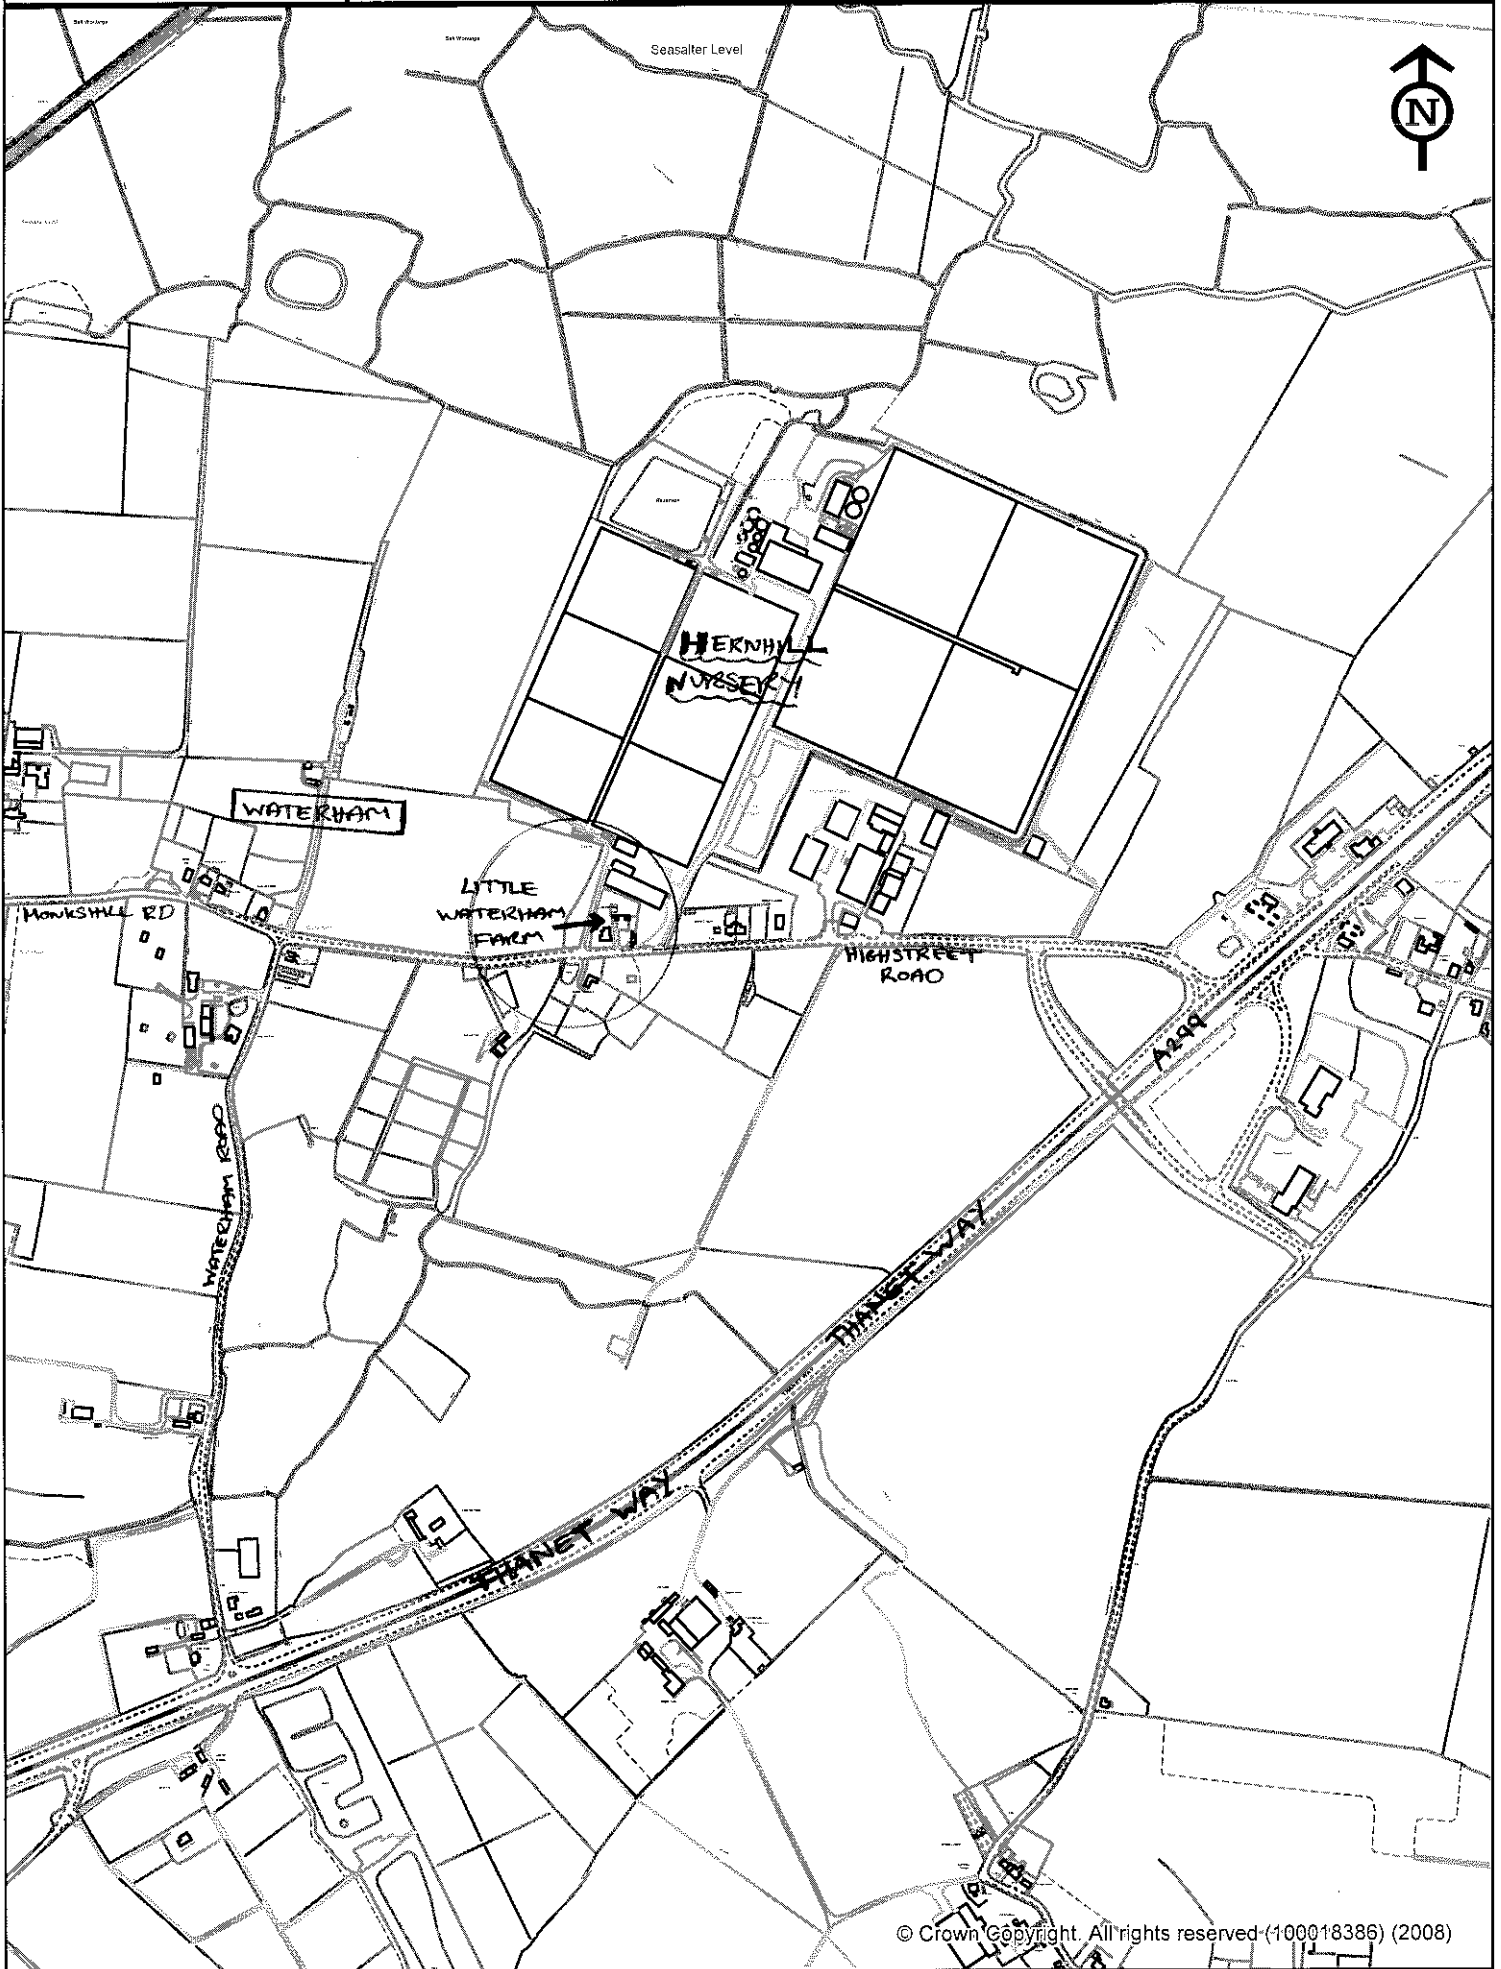 Seasalter Level
N
Reservoir
HERNHILL
NURSERY
WATERHAM
LITTLE
WATERHAM
FARM
MONKSHILL RD
HIGHSTREET
ROAD
A299
WATERHAM ROAD
THANET WAY
THANET WAY
© Crown Copyright. All rights reserved (100018386) (2008)